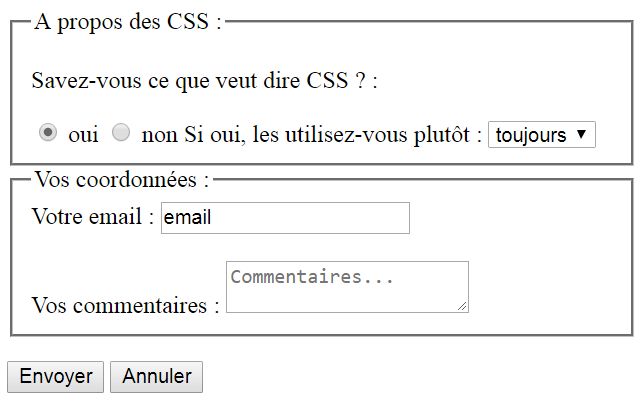 A propos des CSS :
Savez-vous ce que veut dire CSS ? :
oui non Si oui, les utilisez-vous plutôt : toujours
Vos coordonnées :
Votre email : email
Commentaires...
Vos commentaires :
Envoyer Annuler